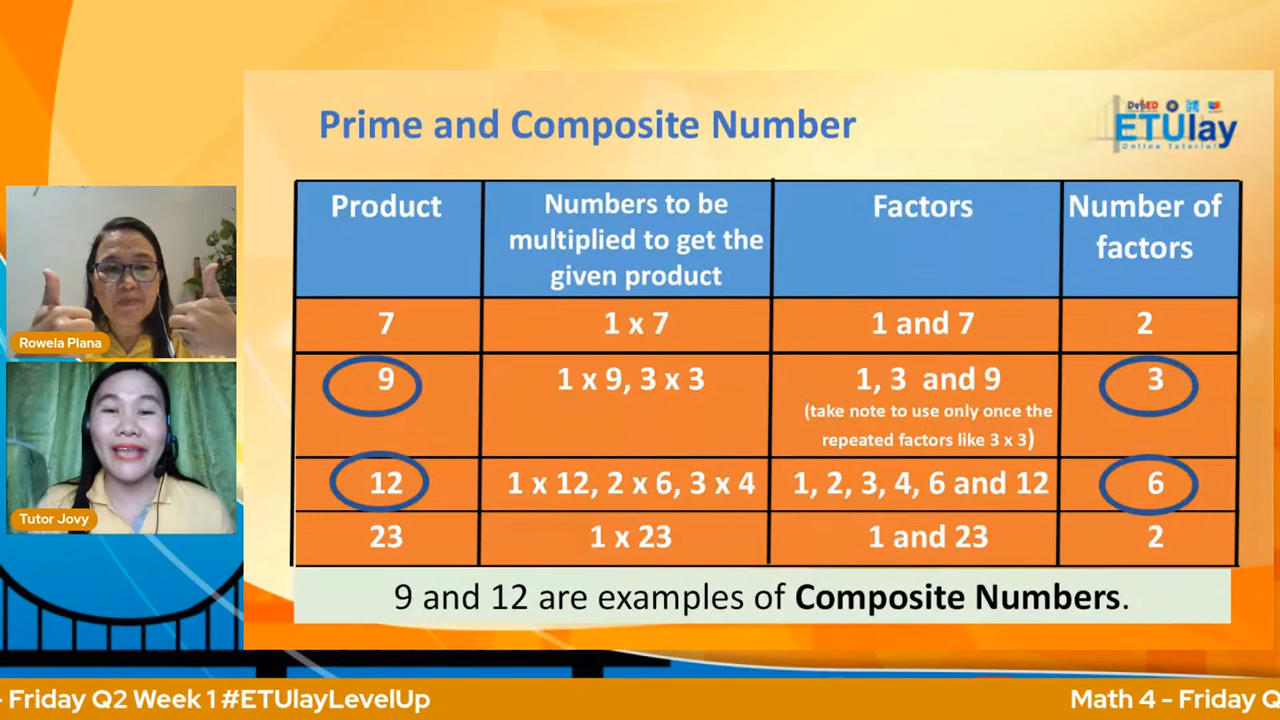 Prime and Composite Number
DepED
ETUlay
Online Tutorial
Product
Numbers to be
multiplied to get the
given product
Factors
Number of
factors
7
1 x 7
1 and 7
2
9
1 x 9, 3 x 3
1, 3 and 9
(take note to use only once the
repeated factors like 3 x 3)
3
12
1 x 12, 2 x 6, 3 x 4
1, 2, 3, 4, 6 and 12
6
23
1 x 23
1 and 23
2
9 and 12 are examples of Composite Numbers.
Rowela Plana
Tutor Jovy
- Friday Q2 Week 1 #ETUlayLevelUp
Math 4 - Friday Q